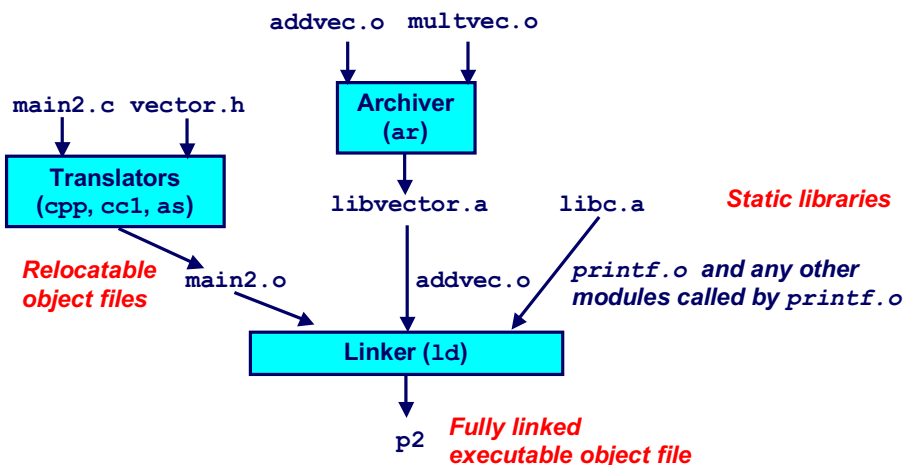 addvec.o multvec.o
main2.c vector.h
Archiver
(ar)
Translators
(cpp, cc1, as)
libvector.a
libc.a
Static libraries
Relocatable
object files
main2.o
addvec.o
printf.o and any other
modules called by printf.o
Linker (ld)
p2
Fully linked
executable object file